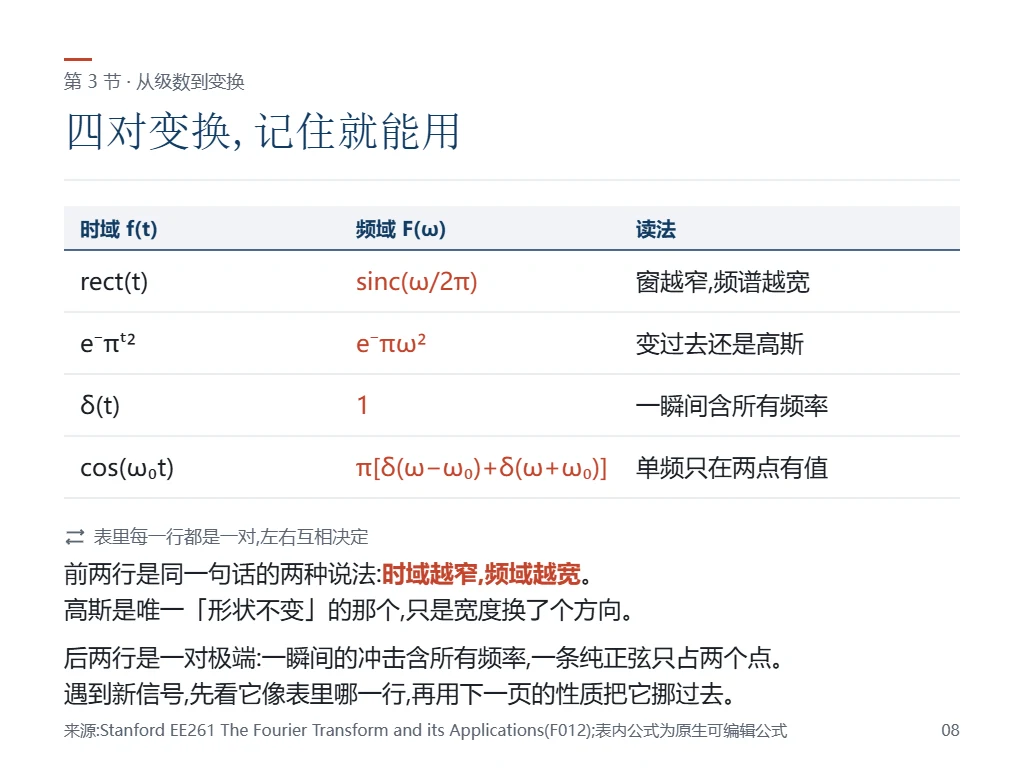 第 3 节 · 从级数到变换
四对变换, 记住就能用
时域 f(t) 频域 F(ω) 读法
rect(t) sinc(ω/2π) 窗越窄,频谱越宽
e⁻πᵗ² e⁻πω² 变过去还是高斯
δ(t) 1 一瞬间含所有频率
cos(ω₀t) π[δ(ω−ω₀)+δ(ω+ω₀)] 单频只在两点有值
⇄ 表里每一行都是一对,左右互相决定
前两行是同一句话的两种说法:时域越窄,频域越宽。
高斯是唯一「形状不变」的那个,只是宽度换了个方向。
后两行是一对极端:一瞬间的冲击含所有频率,一条纯正弦只占两个点。
遇到新信号,先看它像表里哪一行,再用下一页的性质把它挪过去。
来源:Stanford EE261 The Fourier Transform and its Applications(F012);表内公式为原生可编辑公式 08